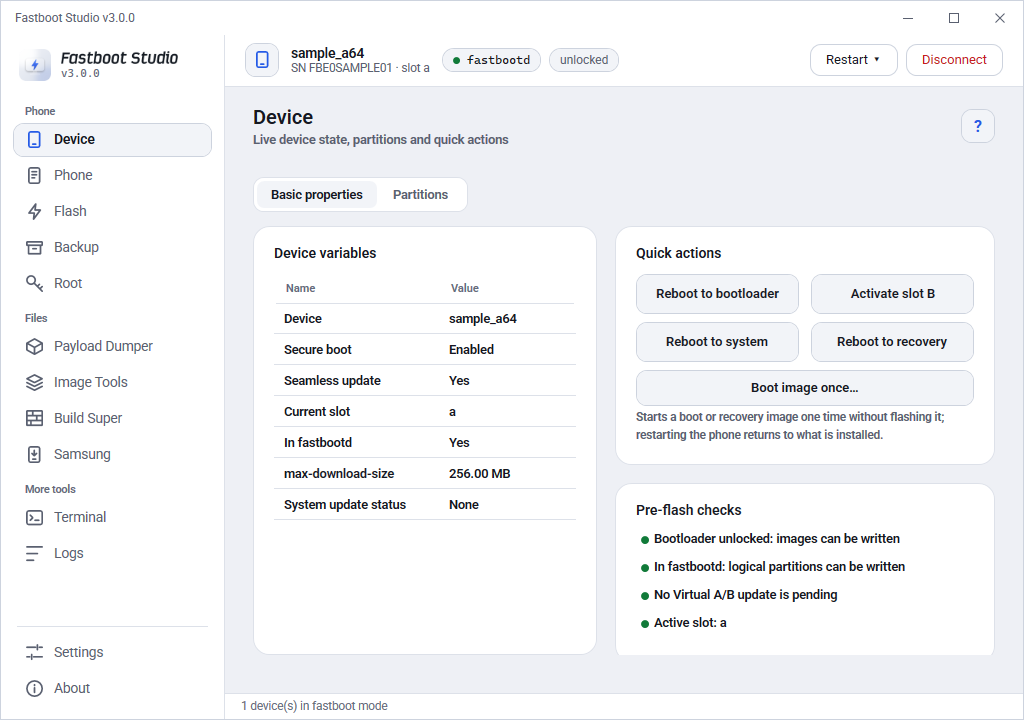 Fastboot Studio v3.0.0
Fastboot Studio
v3.0.0
Phone
Device
Phone
Flash
Backup
Root
Files
Payload Dumper
Image Tools
Build Super
Samsung
More tools
Terminal
Logs
Settings
About
sample_a64
SN FBE0SAMPLE01 · slot a
fastbootd
unlocked
Restart
Disconnect
Device
Live device state, partitions and quick actions
?
Basic properties
Partitions
Device variables
Name Value
Device sample_a64
Secure boot Enabled
Seamless update Yes
Current slot a
In fastbootd Yes
max-download-size 256.00 MB
System update status None
Quick actions
Reboot to bootloader
Activate slot B
Reboot to system
Reboot to recovery
Boot image once...
Starts a boot or recovery image one time without flashing it;
restarting the phone returns to what is installed.
Pre-flash checks
Bootloader unlocked: images can be written
In fastbootd: logical partitions can be written
No Virtual A/B update is pending
Active slot: a
1 device(s) in fastboot mode